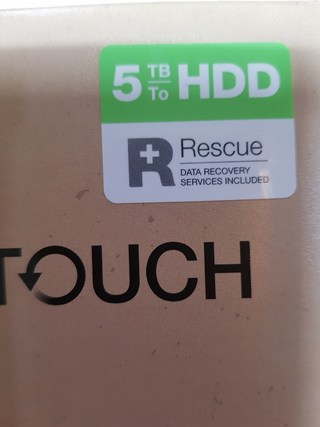 5 TB To HDD
R Rescue
DATA RECOVERY
SERVICES INCLUDED
TOUCH